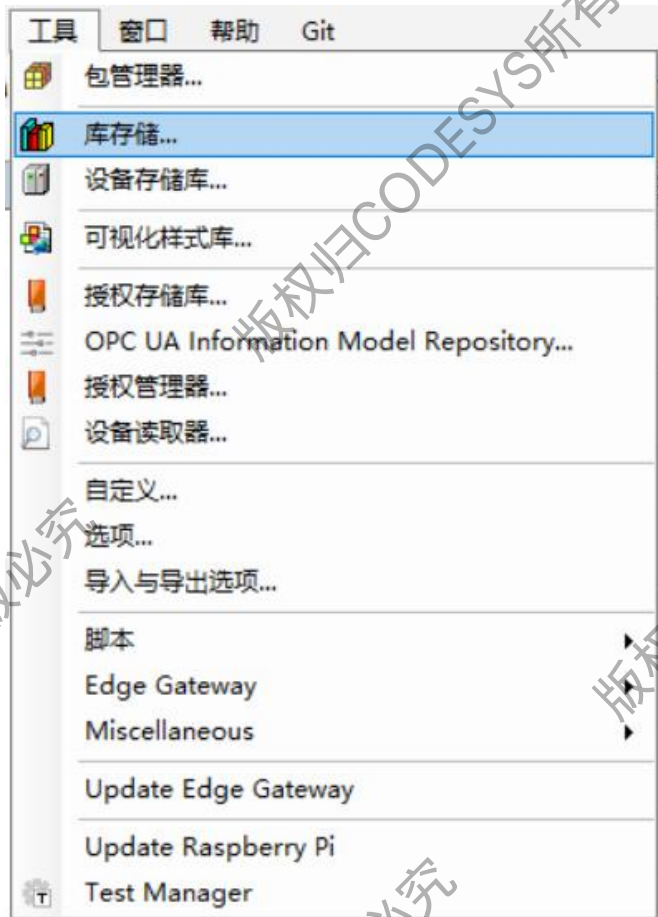 工具 窗口 帮助 Git
包管理器...
库存储...
设备存储库...
可视化样式库...
授权存储库...
OPC UA Information Model Repository...
授权管理器...
设备读取器...
自定义...
选项...
导入与导出选项...
脚本
Edge Gateway
Miscellaneous
Update Edge Gateway
Update Raspberry Pi
Test Manager
版权归CODESYS所有